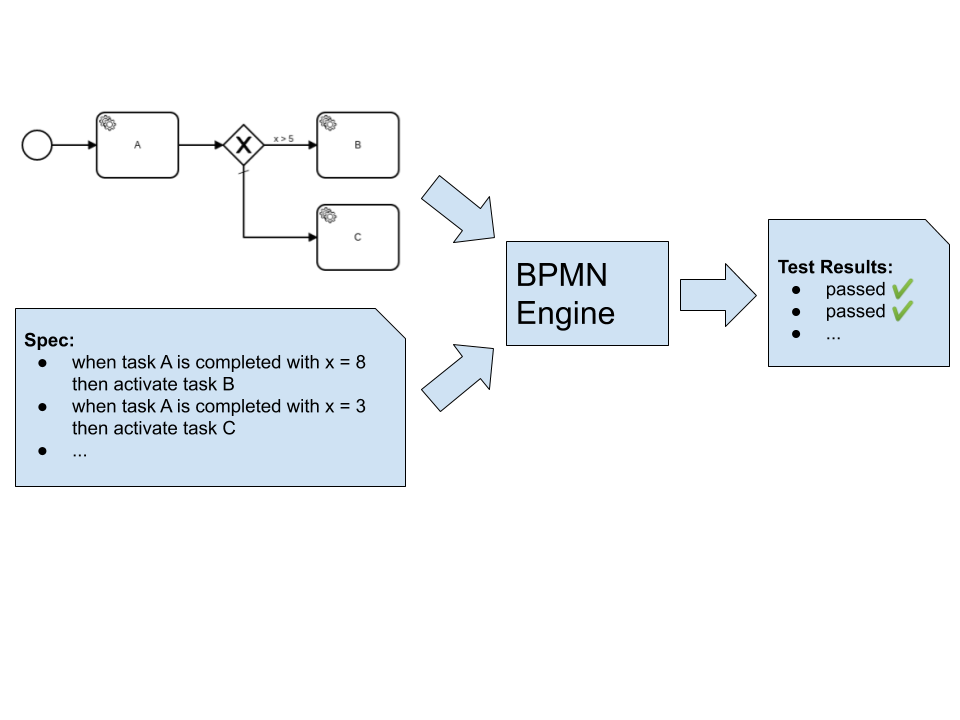 A
X
x > 5
B
C
Spec:
● when task A is completed with x = 8
then activate task B
● when task A is completed with x = 3
then activate task C
● ...
BPMN
Engine
Test Results:
● passed ✔
● passed ✔
● ...